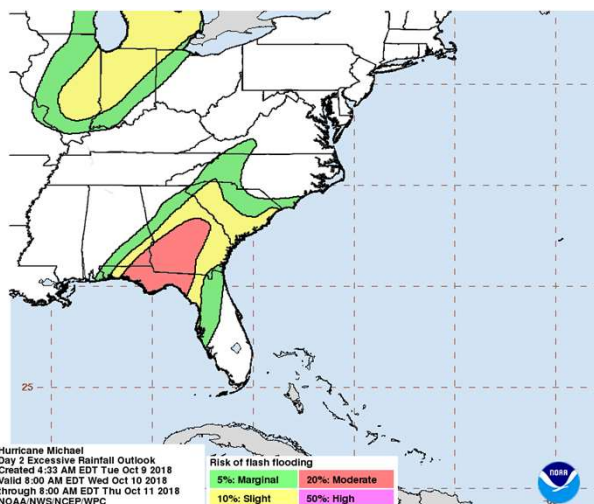 25
Hurricane Michael
Day 2 Excessive Rainfall Outlook
Created 4:33 AM EDT Tue Oct 9 2018
Valid 8:00 AM EDT Wed Oct 10 2018
through 8:00 AM EDT Thu Oct 11 2018
NOAA/NWS/NCEP/WPC
Risk of flash flooding
5%: Marginal 20%: Moderate
10%: Slight 50%: High
NOAA